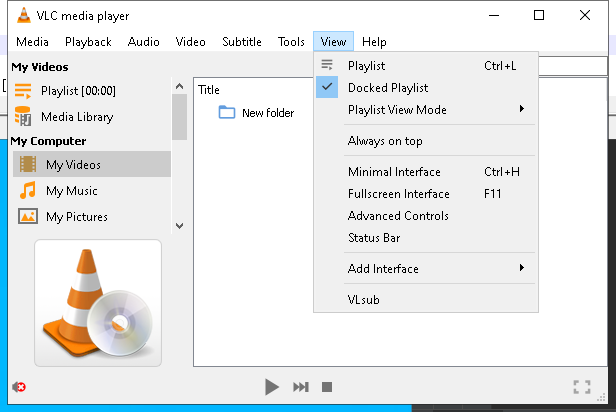 VLC media player
Media Playback Audio Video Subtitle Tools View Help
My Videos
Playlist [00:00]
Media Library
My Computer
My Videos
My Music
My Pictures
Title
New folder
Playlist Ctrl+L
Docked Playlist
Playlist View Mode
Always on top
Minimal Interface Ctrl+H
Fullscreen Interface F11
Advanced Controls
Status Bar
Add Interface
VLsub